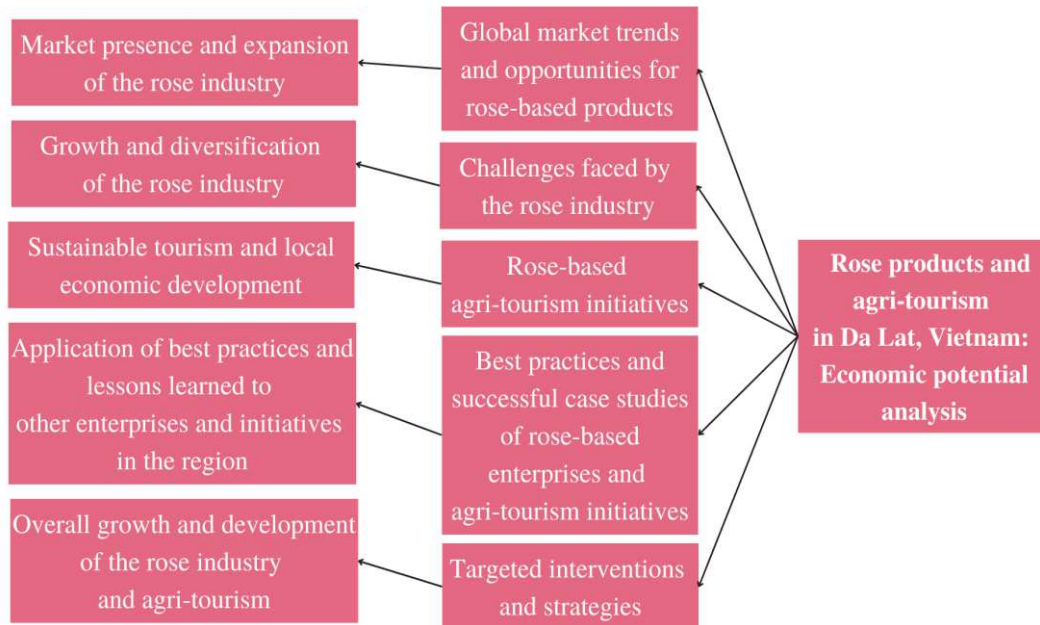 Market presence and expansion
of the rose industry
Global market trends
and opportunities for
rose-based products
Growth and diversification
of the rose industry
Challenges faced by
the rose industry
Sustainable tourism and local
economic development
Rose-based
agri-tourism initiatives
Rose products and
agri-tourism
in Da Lat, Vietnam:
Economic potential
analysis
Application of best practices and
lessons learned to
other enterprises and initiatives
in the region
Best practices and
successful case studies
of rose-based
enterprises and
agri-tourism initiatives
Overall growth and development
of the rose industry
and agri-tourism
Targeted interventions
and strategies